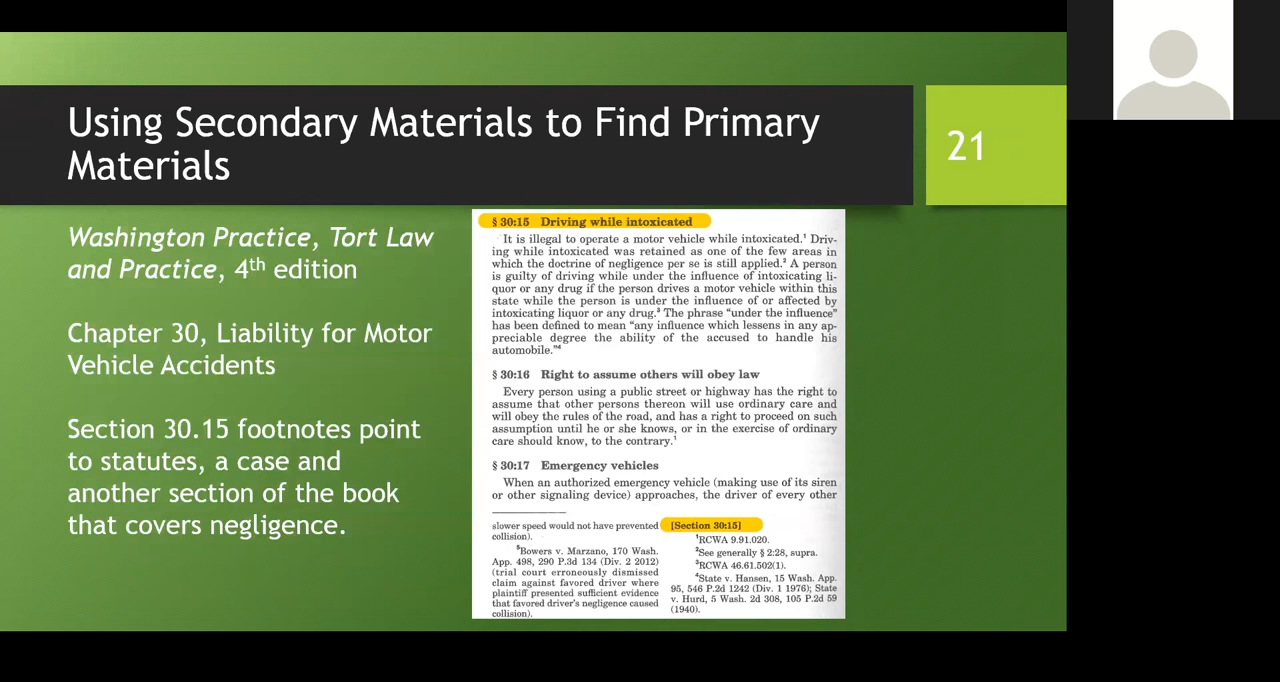 Using Secondary Materials to Find Primary
Materials
21
Washington Practice, Tort Law
and Practice, 4th edition
Chapter 30, Liability for Motor
Vehicle Accidents
Section 30.15 footnotes point
to statutes, a case and
another section of the book
that covers negligence.
§ 30:15 Driving while intoxicated
It is illegal to operate a motor vehicle while intoxicated.¹ Driv-
ing while intoxicated was retained as one of the few areas in
which the doctrine of negligence per se is still applied.² A person
is guilty of driving while under the influence of intoxicating li-
quor or any drug if the person drives a motor vehicle within this
state while the person is under the influence of or affected by
intoxicating liquor or any drug.³ The phrase “under the influence”
has been defined to mean “any influence which lessens in any ap-
preciable degree the ability of the accused to handle his
automobile.”⁴
§ 30:16 Right to assume others will obey law
Every person using a public street or highway has the right to
assume that other persons thereon will use ordinary care and
will obey the rules of the road, and has a right to proceed on such
assumption until he or she knows, or in the exercise of ordinary
care should know, to the contrary.¹
§ 30:17 Emergency vehicles
When an authorized emergency vehicle (making use of its siren
or other signaling device) approaches, the driver of every other
slower speed would not have prevented
collision).
⁵Bowers v. Marzano, 170 Wash.
App. 498, 290 P.3d 134 (Div. 2 2012)
(trial court erroneously dismissed
claim against favored driver where
plaintiff presented sufficient evidence
that favored driver's negligence caused
collision).
[Section 30:15]
¹RCWA 9.91.020.
²See generally § 2:28, supra.
³RCWA 46.61.502(1).
⁴State v. Hansen, 15 Wash. App.
95, 546 P.2d 1242 (Div. 1 1976); State
v. Hurd, 5 Wash. 2d 308, 105 P.2d 59
(1940).